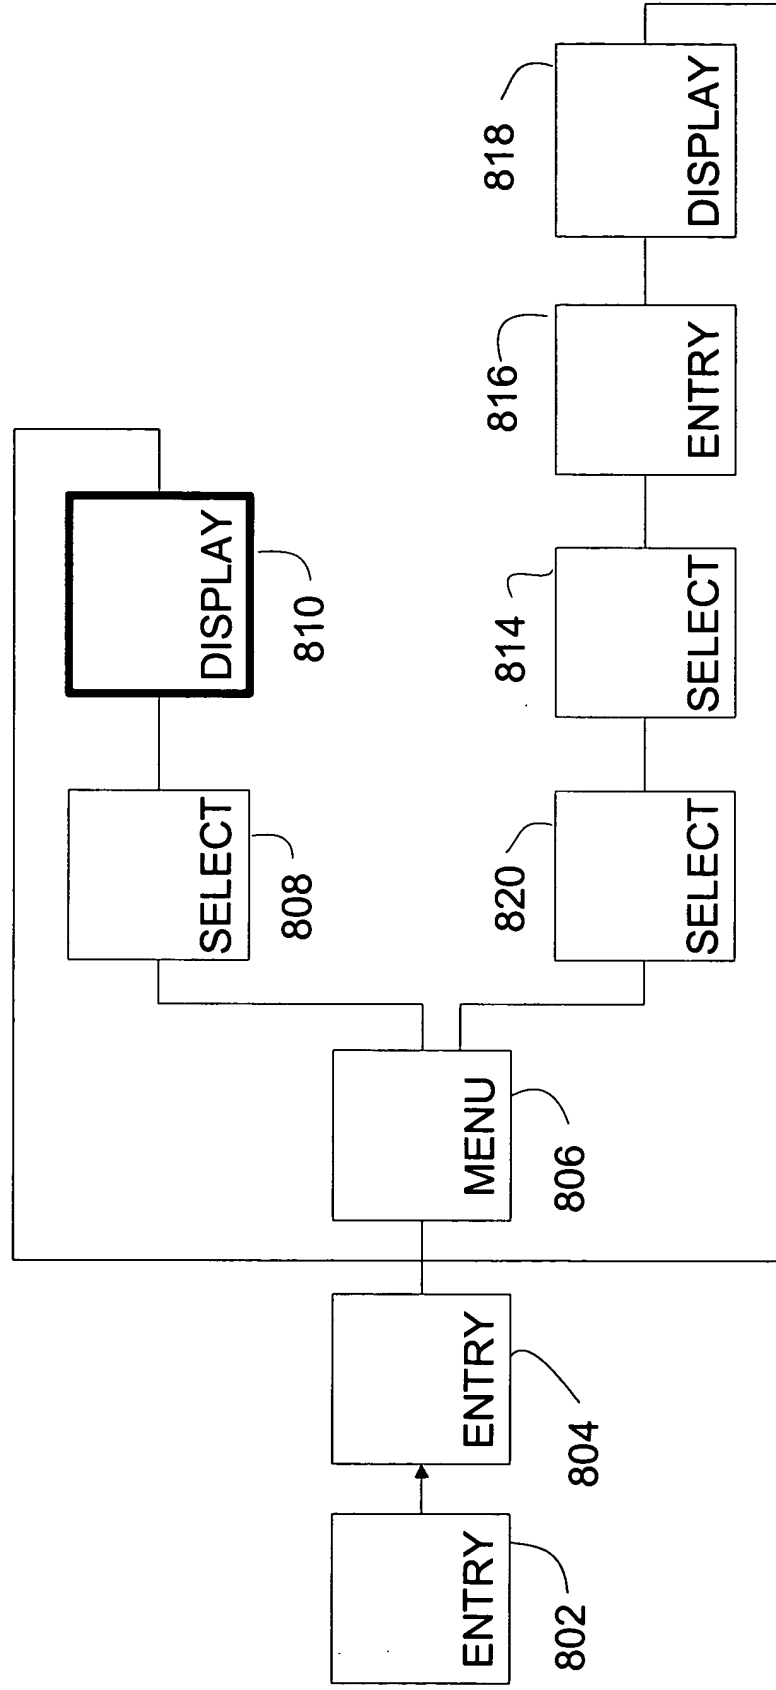 ENTRY
802
ENTRY
804
MENU
806
SELECT
808
DISPLAY
810
SELECT
820
SELECT
814
ENTRY
816
DISPLAY
818